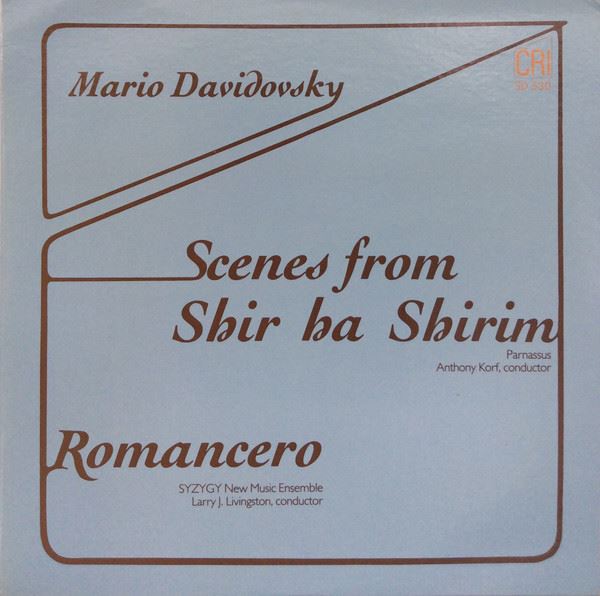 Mario Davidovsky
CRI
SD 530
Scenes from
Shir ha Shirim
Parnassus
Anthony Korf, conductor
Romancero
SYZYGY New Music Ensemble
Larry J. Livingston, conductor